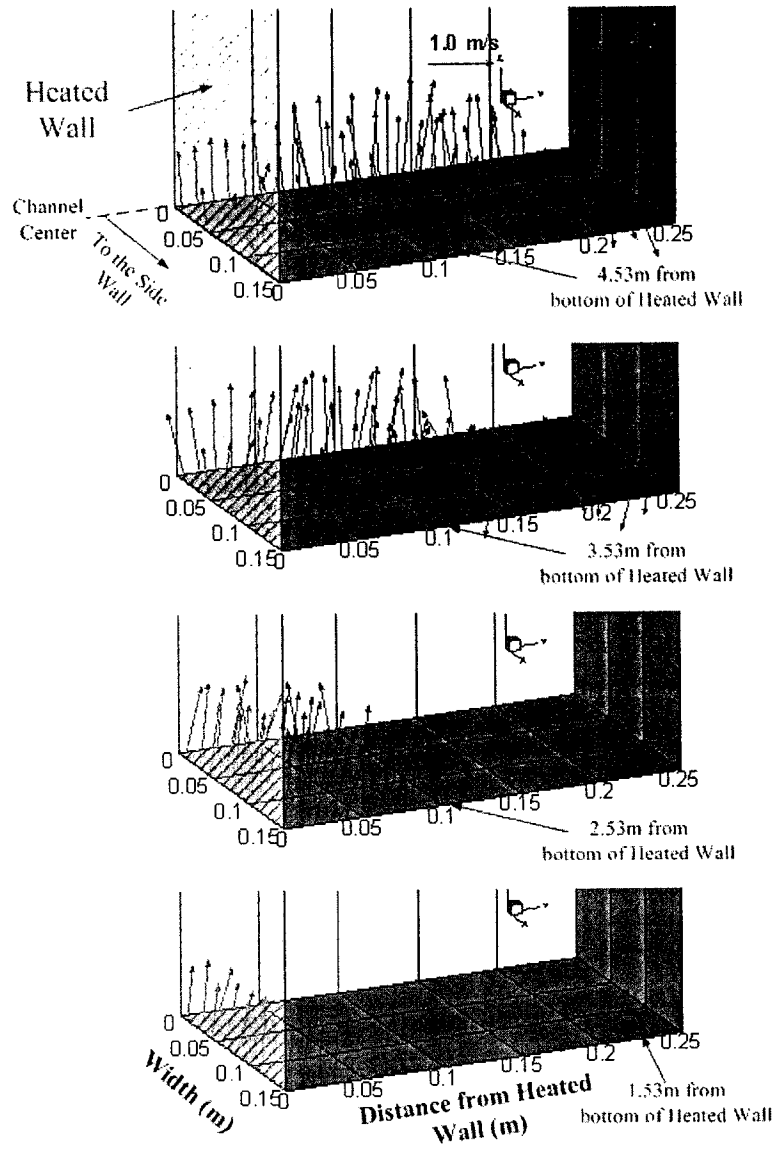 1.0 m/s
z
Y
X
Heated
Wall
Channel
Center
To the Side
Wall
0
0.05
0.1
0.15
0
0.05
0.1
0.15
0.2
0.25
4.53m from
bottom of Heated Wall
Y
X
0
0.05
0.1
0.15
0
0.05
0.1
0.15
0.2
0.25
3.53m from
bottom of Heated Wall
Y
X
0
0.05
0.1
0.15
0
0.05
0.1
0.15
0.2
0.25
2.53m from
bottom of Heated Wall
Y
X
0
0.05
0.1
0.15
0
0.05
0.1
0.15
0.2
0.25
Width (m)
Distance from Heated
Wall (m)
1.53m from
bottom of Heated Wall